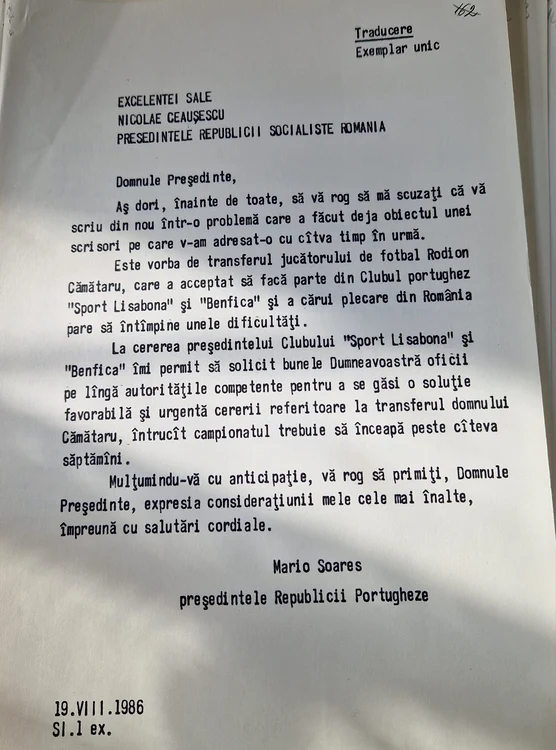 162
Traducere
Exemplar unic
EXCELENTEI SALE
NICOLAE CEAUŞESCU
PRESEDINTELE REPUBLICII SOCIALISTE ROMANIA
Domnule Preşedinte,
Aş dori, înainte de toate, să vă rog să mă scuzaţi că vă
scriu din nou într-o problemă care a făcut deja obiectul unei
scrisori pe care v-am adresat-o cu cîtva timp în urmă.
Este vorba de transferul jucătorului de fotbal Rodion
Cămătaru, care a acceptat să facă parte din Clubul portughez
"Sport Lisabona" şi "Benfica" şi a cărui plecare din România
pare să întîmpine unele dificultăţi.
La cererea preşedintelui Clubului "Sport Lisabona" şi
"Benfica" îmi permit să solicit bunele Dumneavoastră oficii
pe lîngă autorităţile competente pentru a se găsi o soluţie
favorabilă şi urgentă cererii referitoare la transferul domnului
Cămătaru, întrucît campionatul trebuie să înceapă peste cîteva
săptămîni.
Mulţumindu-vă cu anticipaţie, vă rog să primiţi, Domnule
Preşedinte, expresia consideraţiunii mele cele mai înalte,
împreună cu salutări cordiale.
Mario Soares
preşedintele Republicii Portugheze
19.VIII.1986
Sl.1 ex.